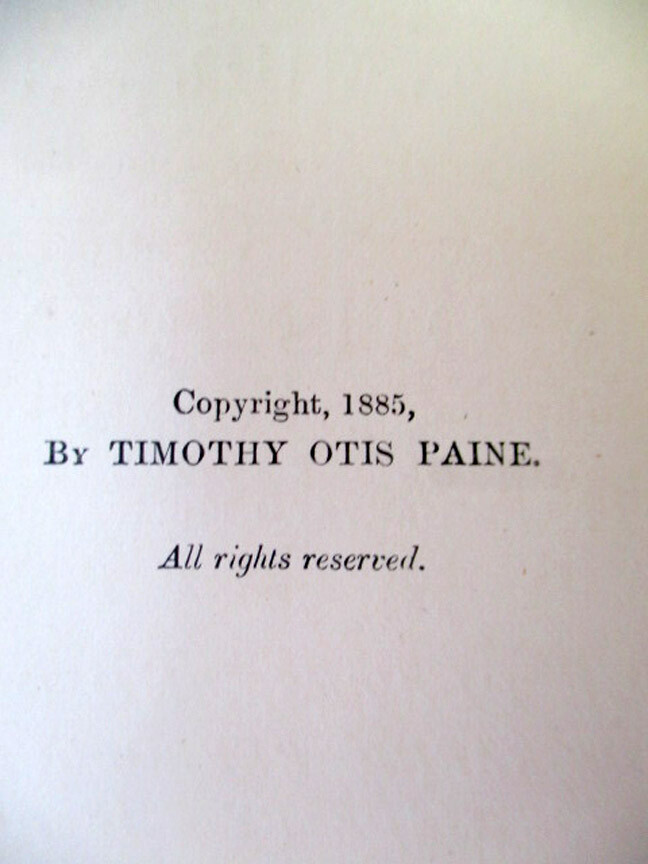 Copyright, 1885,
By TIMOTHY OTIS PAINE.
All rights reserved.